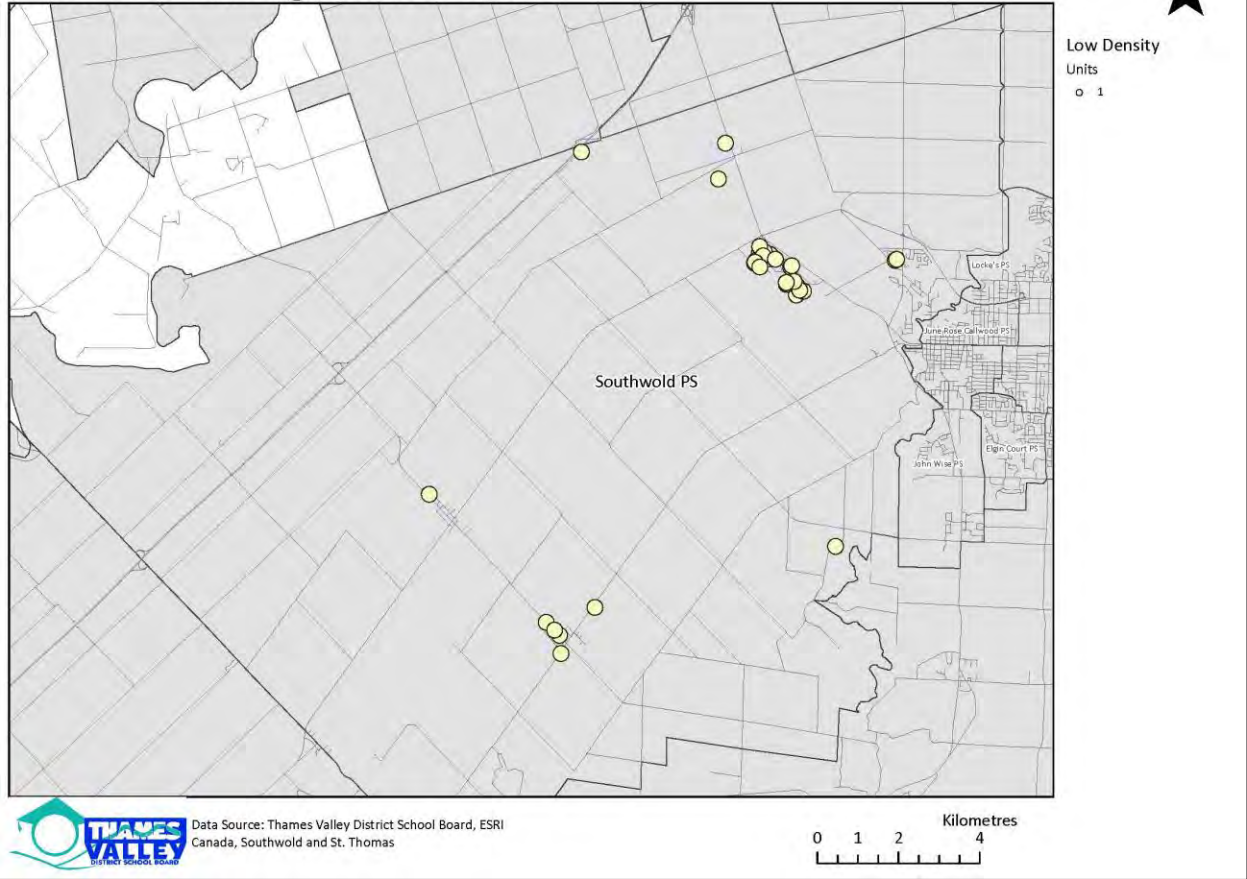 Low Density
Units
1
Locke's PS
June Rose Callwood PS
Southwold PS
Elgin Court PS
John Wise PS
THAMES
VALLEY
DISTRICT SCHOOL BOARD
Data Source: Thames Valley District School Board, ESRI
Canada, Southwold and St. Thomas
Kilometres
0 1 2 4